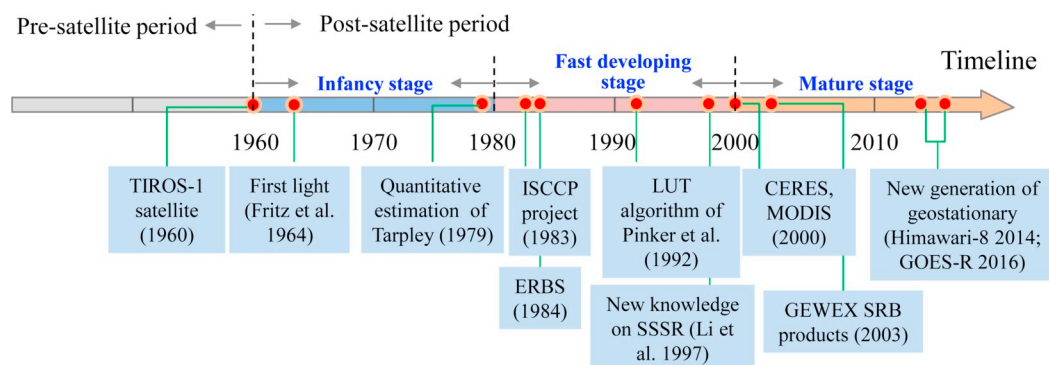 Pre-satellite period
Post-satellite period
Timeline
Infancy stage
Fast developing
stage
Mature stage
1960
1970
1980
1990
2000
2010
TIROS-1
satellite
(1960)
First light
(Fritz et al.
1964)
Quantitative
estimation of
Tarpley (1979)
ISCCP
project
(1983)
ERBS
(1984)
LUT
algorithm of
Pinker et al.
(1992)
New knowledge
on SSSR (Li et
al. 1997)
CERES,
MODIS
(2000)
GEWEX SRB
products (2003)
New generation of
geostationary
(Himawari-8 2014;
GOES-R 2016)